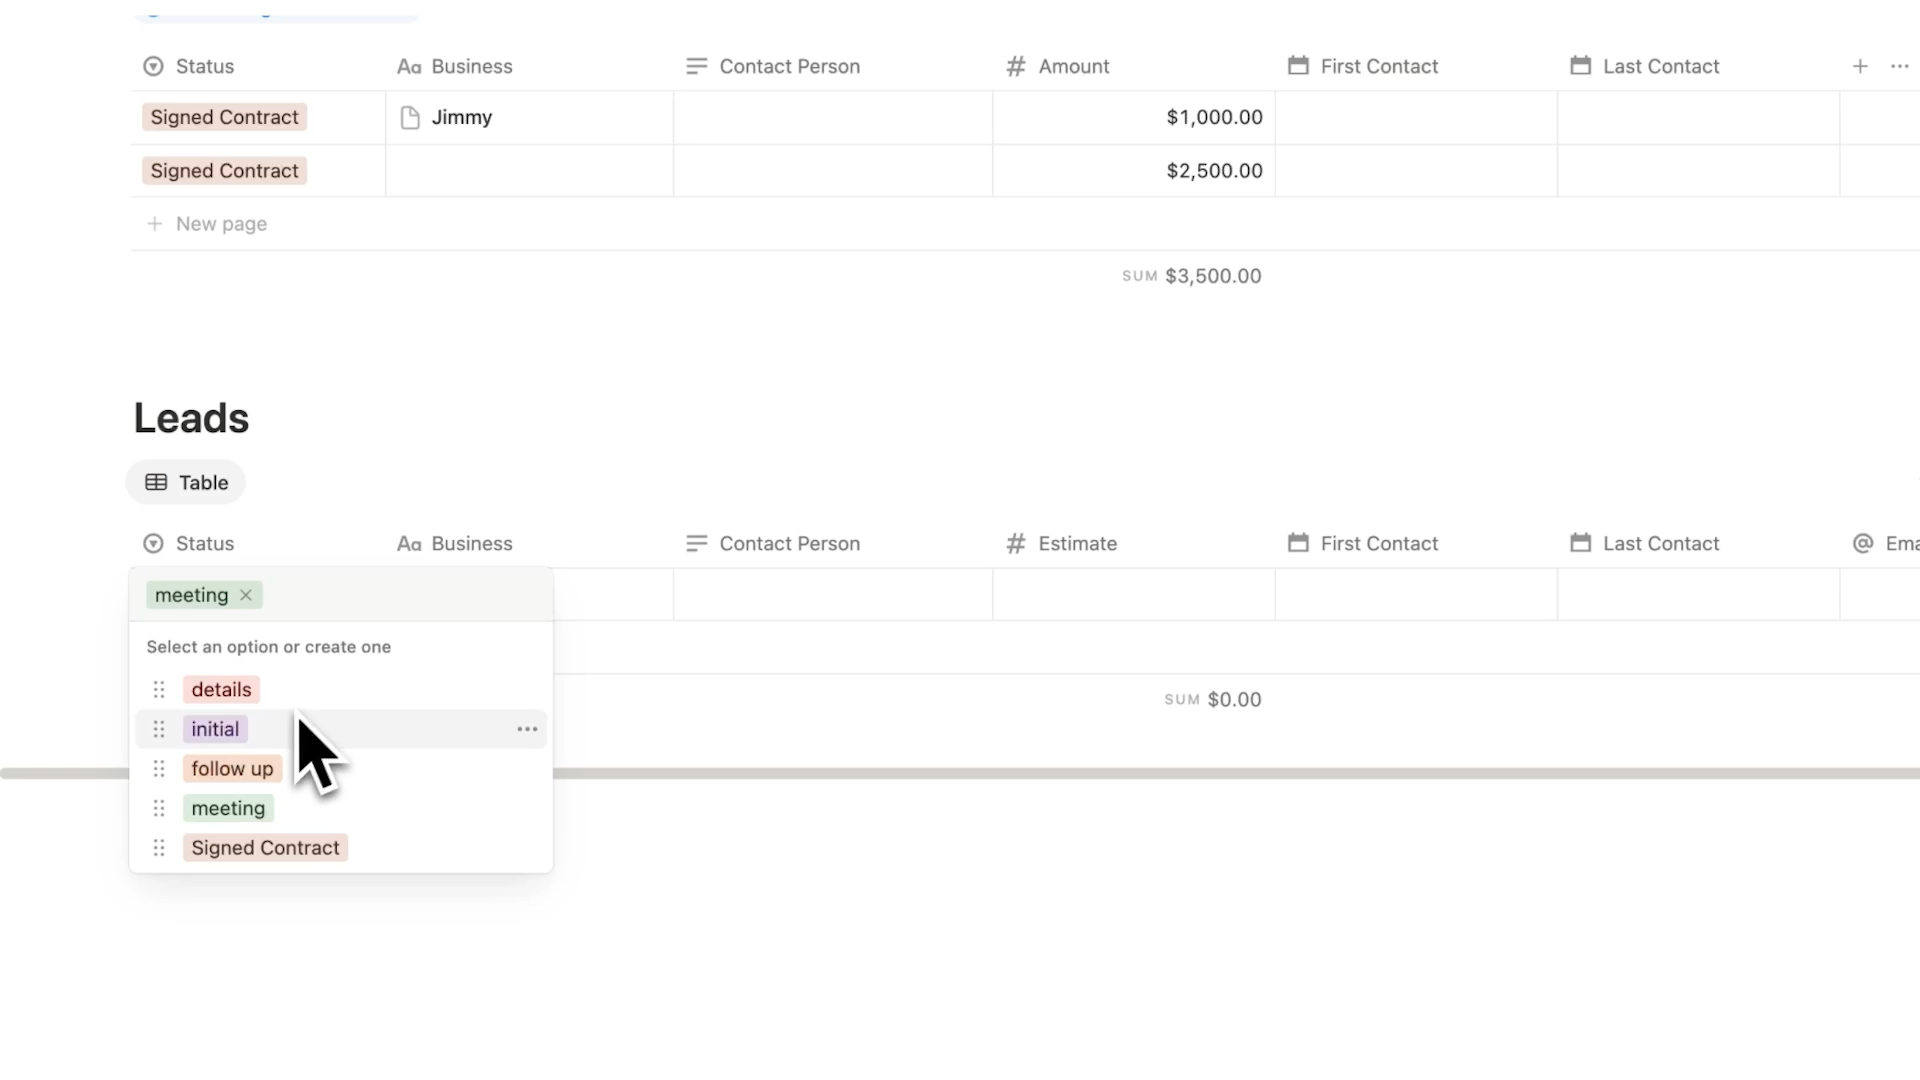 Status Business Contact Person Amount First Contact Last Contact
Signed Contract Jimmy $1,000.00
Signed Contract $2,500.00
New page
SUM $3,500.00
Leads
Table
Status Business Contact Person Estimate First Contact Last Contact Ema
meeting
Select an option or create one
details
SUM $0.00
initial
follow up
meeting
Signed Contract